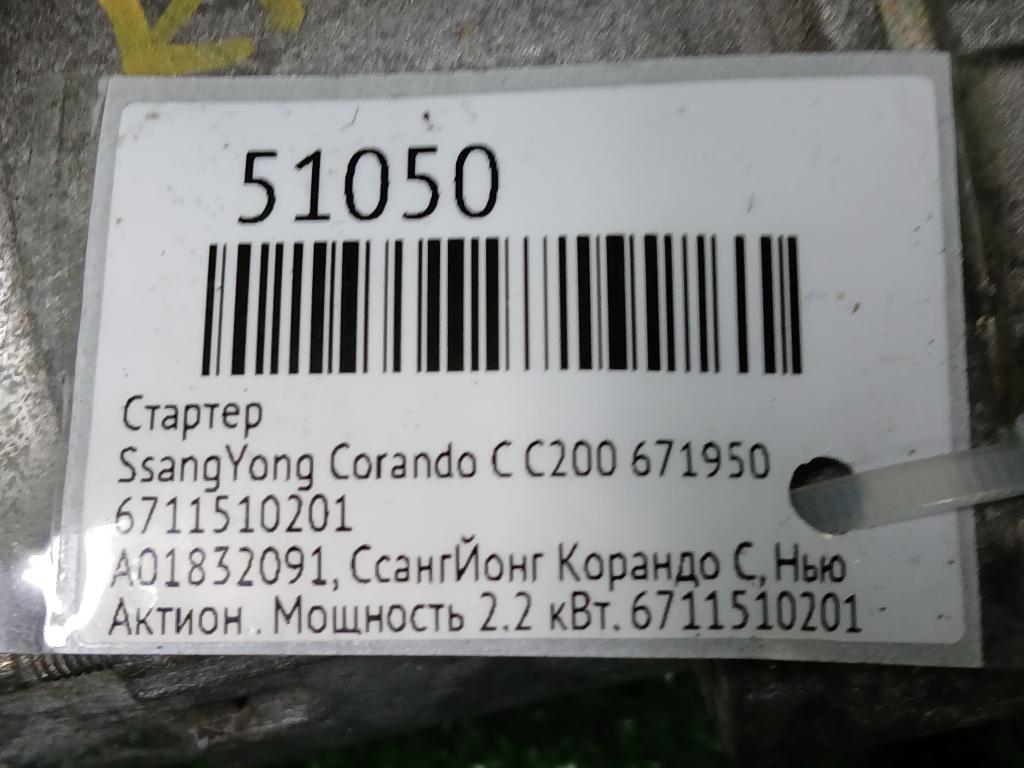 51050
Стартер
SsangYong Corando C C200 671950
6711510201
A01832091, СсангЙонг Корандо С, Нью
Актион . Мощность 2.2 кВт. 6711510201